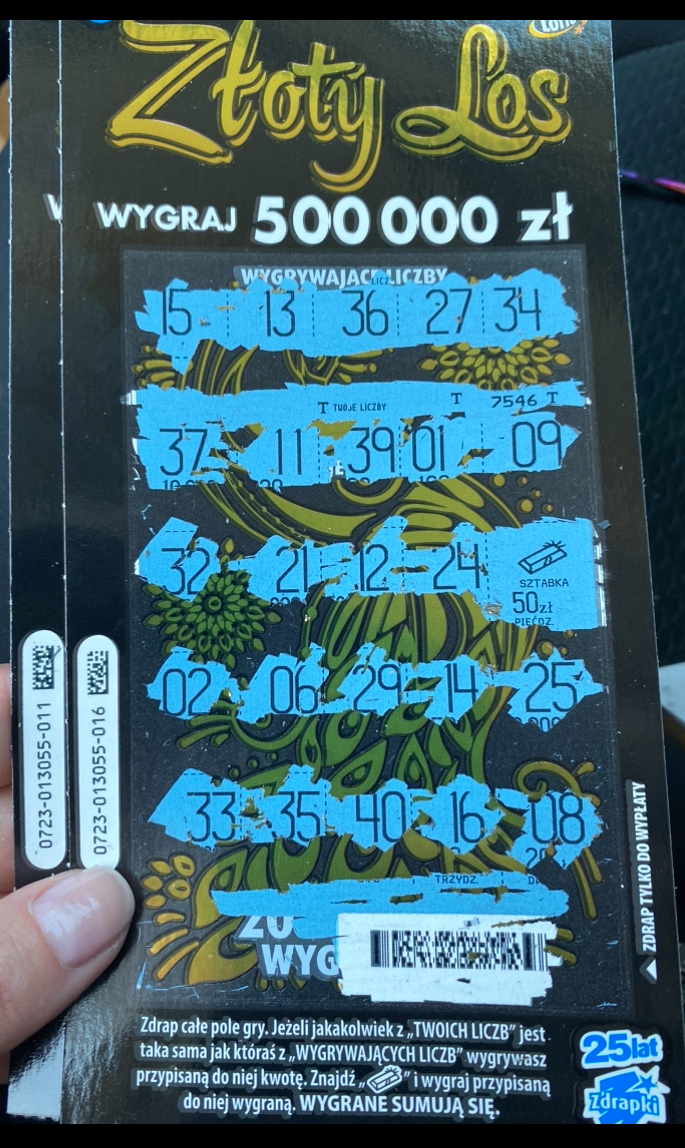 Złoty Los
WYGRAJ 500 000 zł
WYGRYWAJĄCE LICZBY
15 13 36 27 34
T TWOJE LICZBY T 7546 T
37 11 39 01 09
32 21 12 24
SZTABKA
50zł
PIĘĆDZ.
02 06 29 14 25
33 35 40 16 08
TRZYDZ.
20
WYG
Zdrap całe pole gry. Jeżeli jakakolwiek z „TWOICH LICZB” jest
taka sama jak któraś z „WYGRYWAJĄCYCH LICZB” wygrywasz
przypisaną do niej kwotę. Znajdź „ ” i wygraj przypisaną
do niej wygraną. WYGRANE SUMUJĄ SIĘ.
25 lat
Zdrapki
ZDRAP TYLKO DO WYPŁATY
0723-013055-011
0723-013055-016